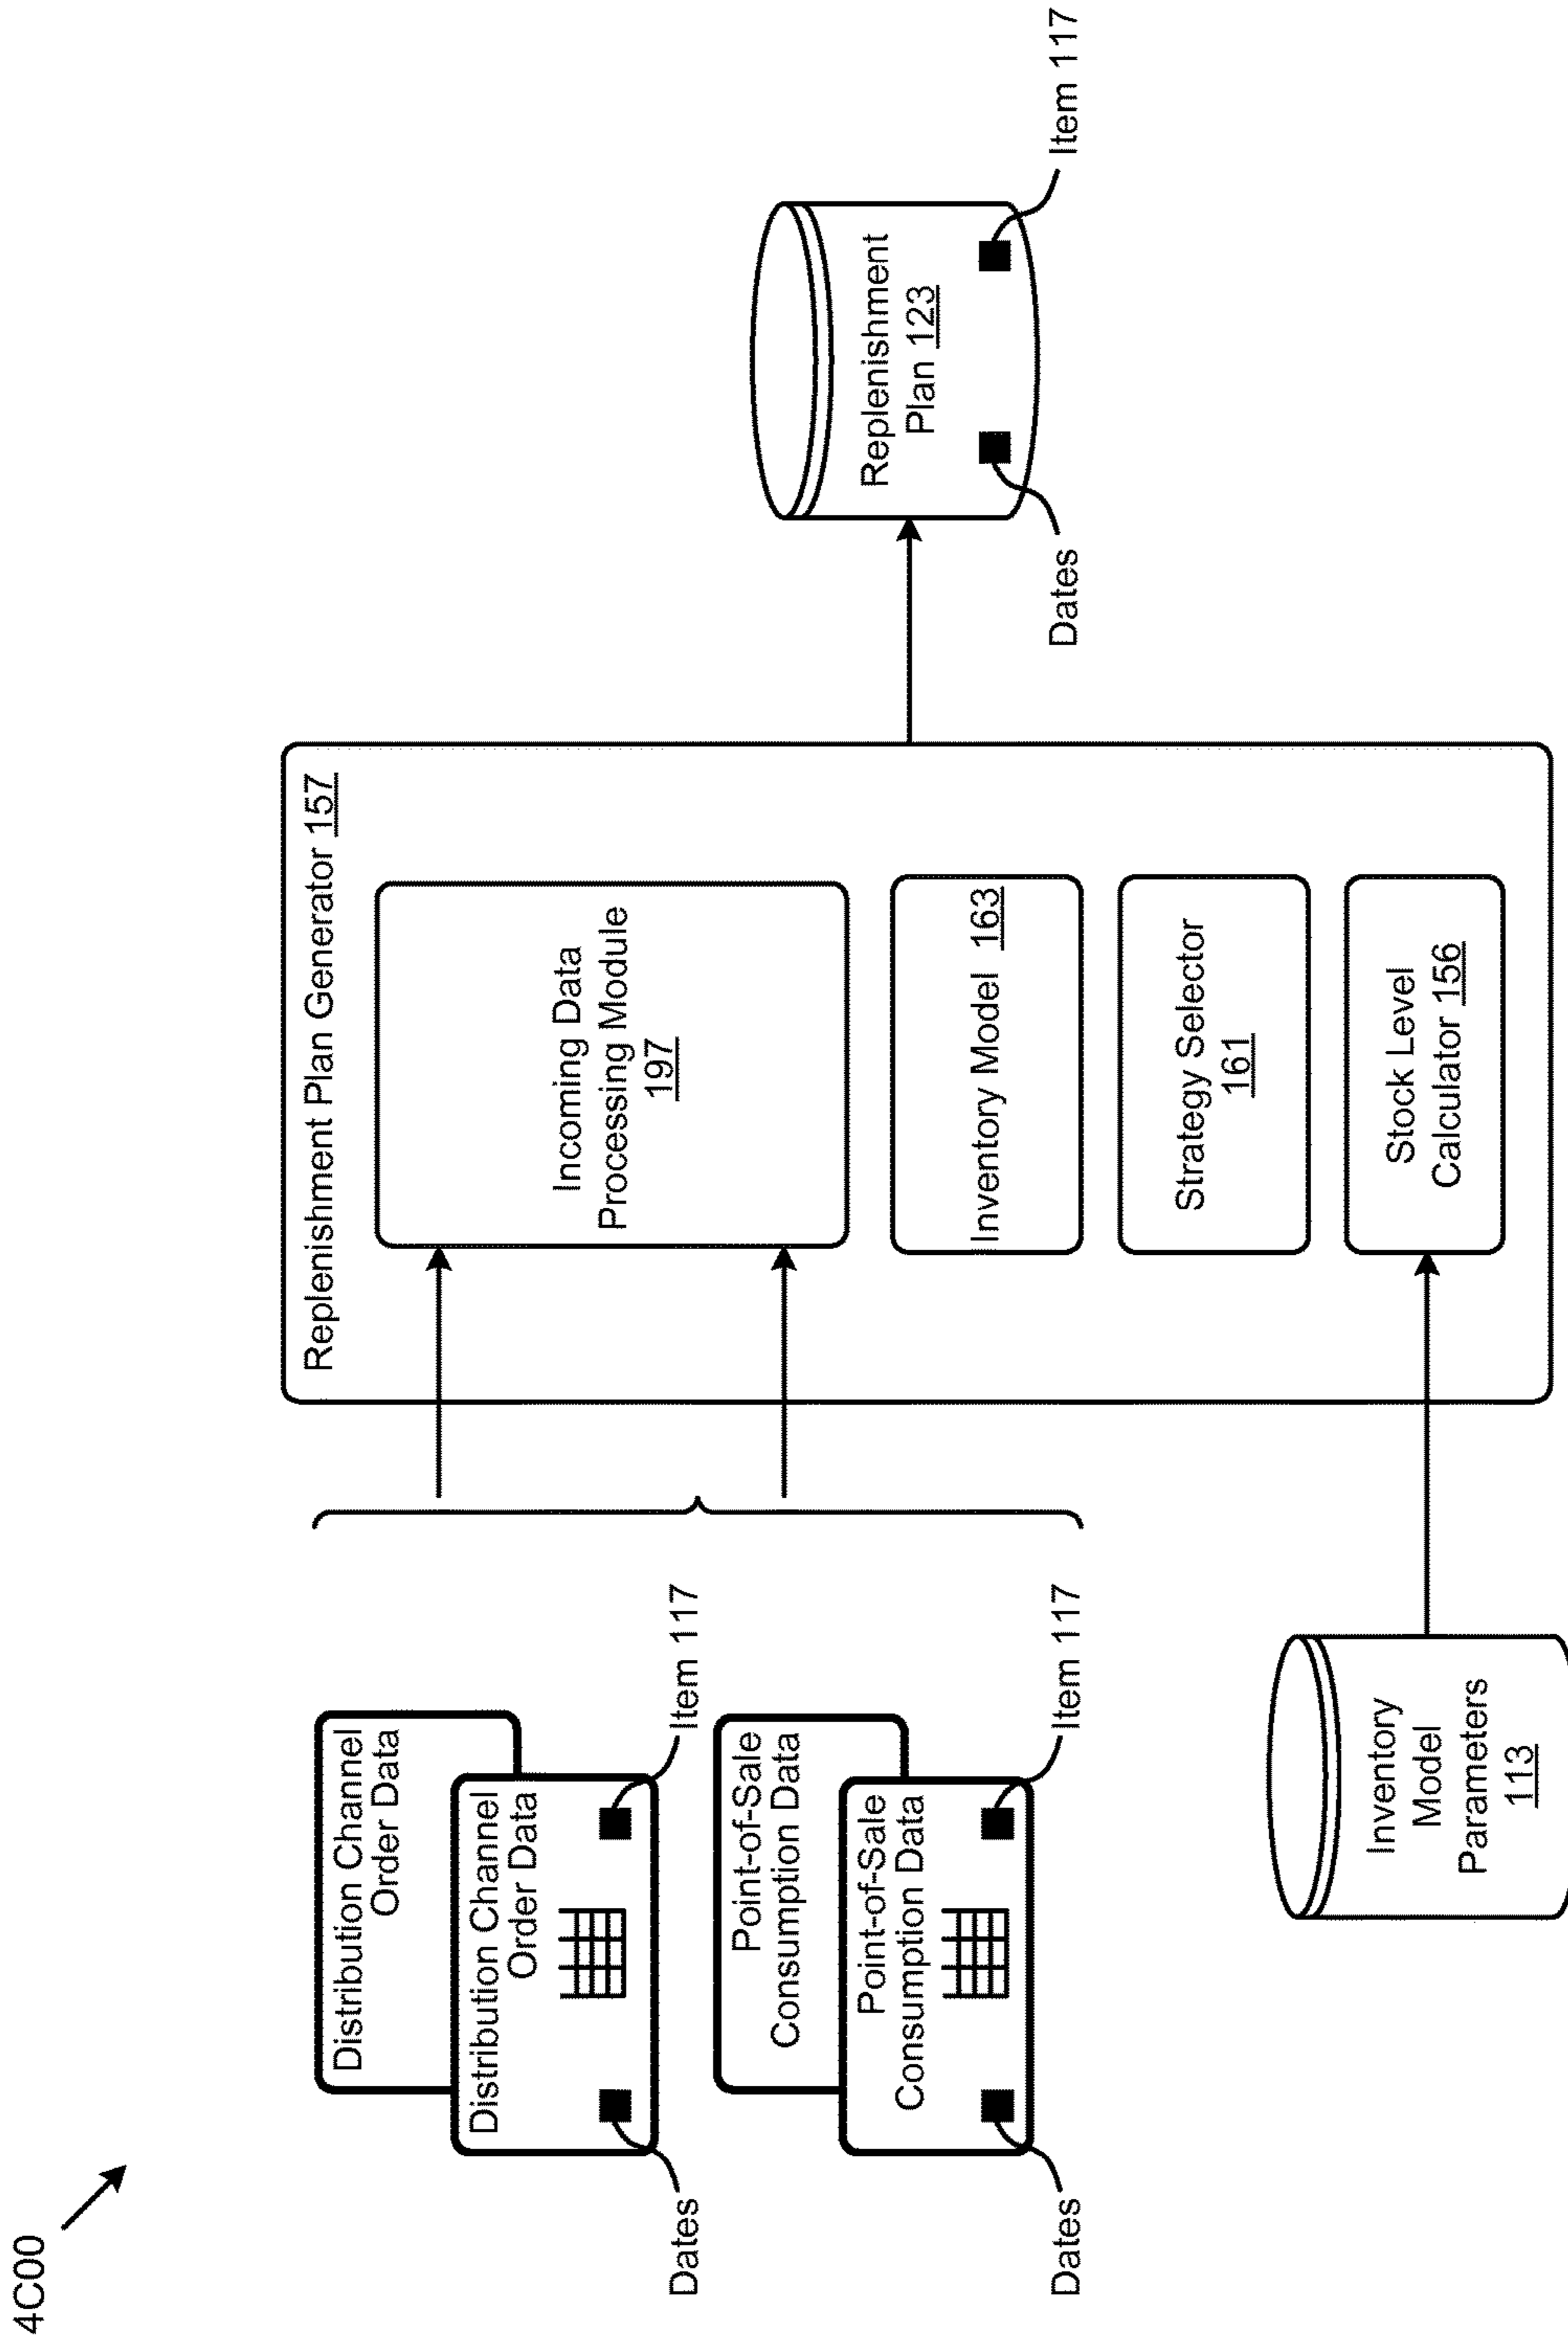 4C00
Distribution Channel
Order Data
Distribution Channel
Order Data
Dates
Item 117
Point-of-Sale
Consumption Data
Point-of-Sale
Consumption Data
Dates
Item 117
Inventory
Model
Parameters
113
Replenishment Plan Generator 157
Incoming Data
Processing Module
197
Inventory Model 163
Strategy Selector
161
Stock Level
Calculator 156
Replenishment
Plan 123
Dates
Item 117